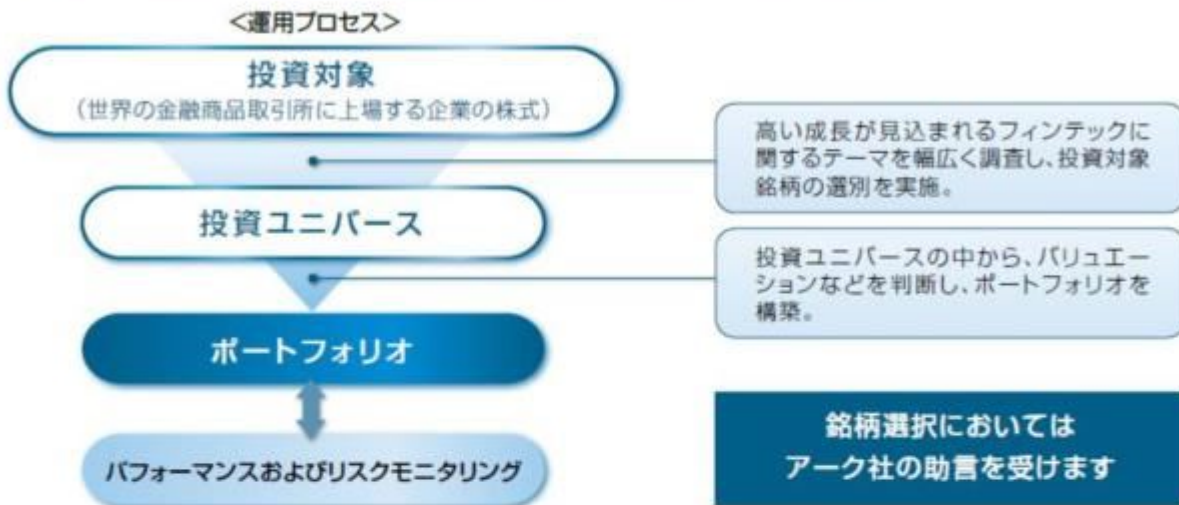 <運用プロセス>
投資対象
(世界の金融商品取引所に上場する企業の株式)
高い成長が見込まれるフィンテックに
関するテーマを幅広く調査し、投資対象
銘柄の選別を実施。
投資ユニバース
投資ユニバースの中から、バリュエー
ションなどを判断し、ポートフォリオを
構築。
ポートフォリオ
パフォーマンスおよびリスクモニタリング
銘柄選択においては
アーク社の助言を受けます